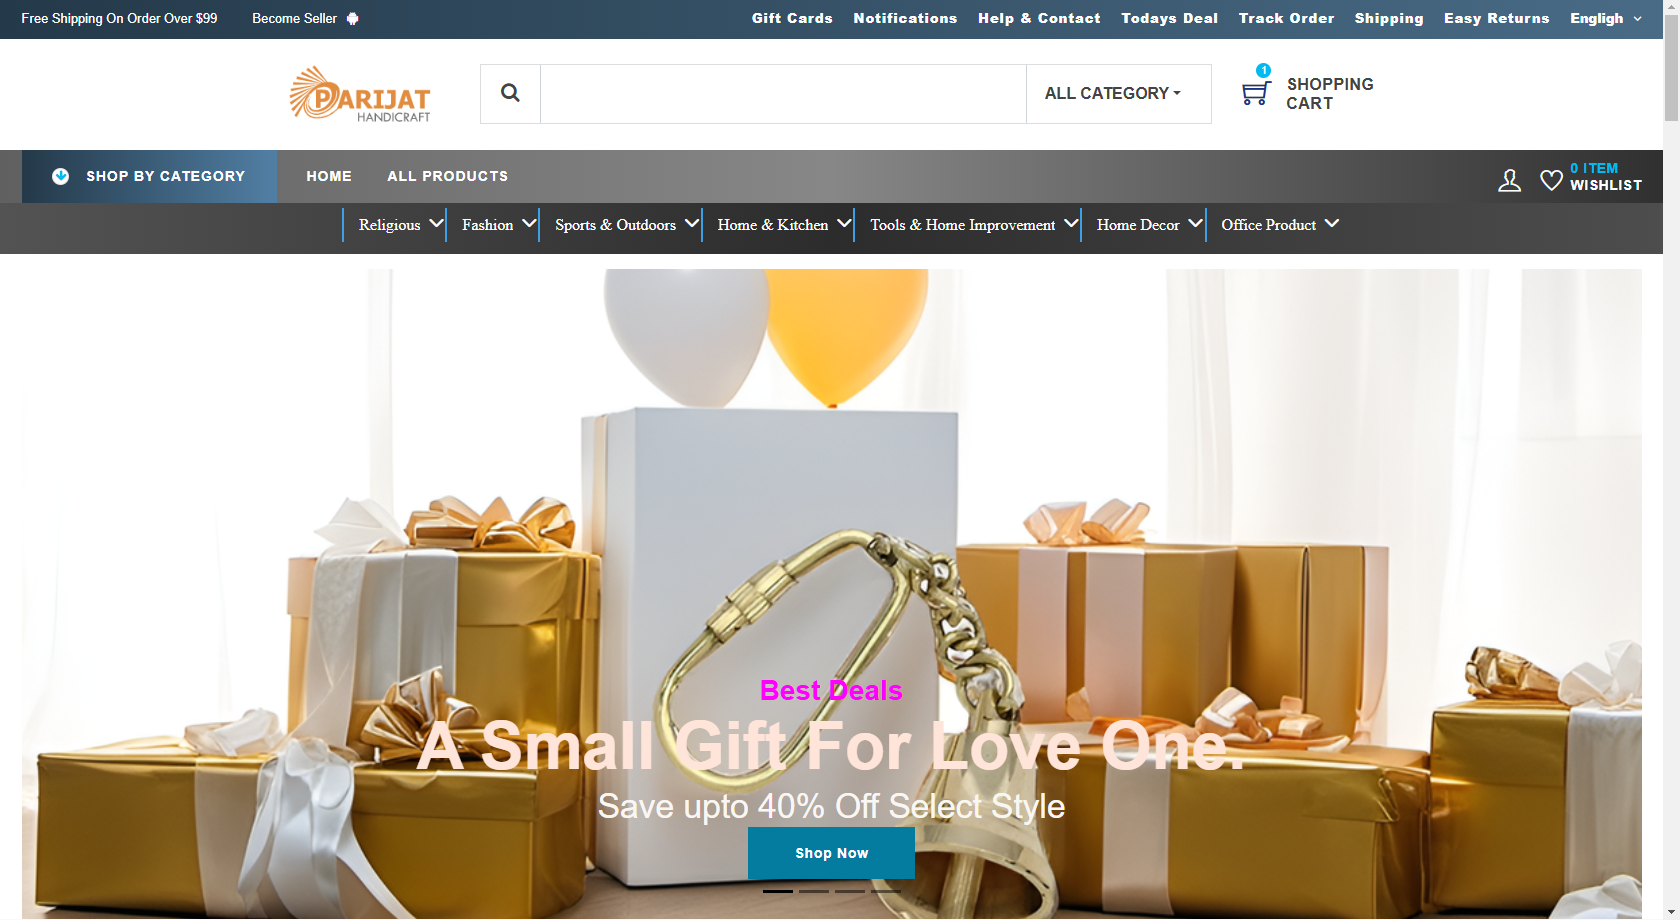 Free Shipping On Order Over $99 Become Seller Gift Cards Notifications Help & Contact Todays Deal Track Order Shipping Easy Returns Engligh
PARIJAT
HANDICRAFT
ALL CATEGORY
1
SHOPPING
CART
SHOP BY CATEGORY HOME ALL PRODUCTS
0 ITEM
WISHLIST
Religious Fashion Sports & Outdoors Home & Kitchen Tools & Home Improvement Home Decor Office Product
Best Deals
A Small Gift For Love One.
Save upto 40% Off Select Style
Shop Now